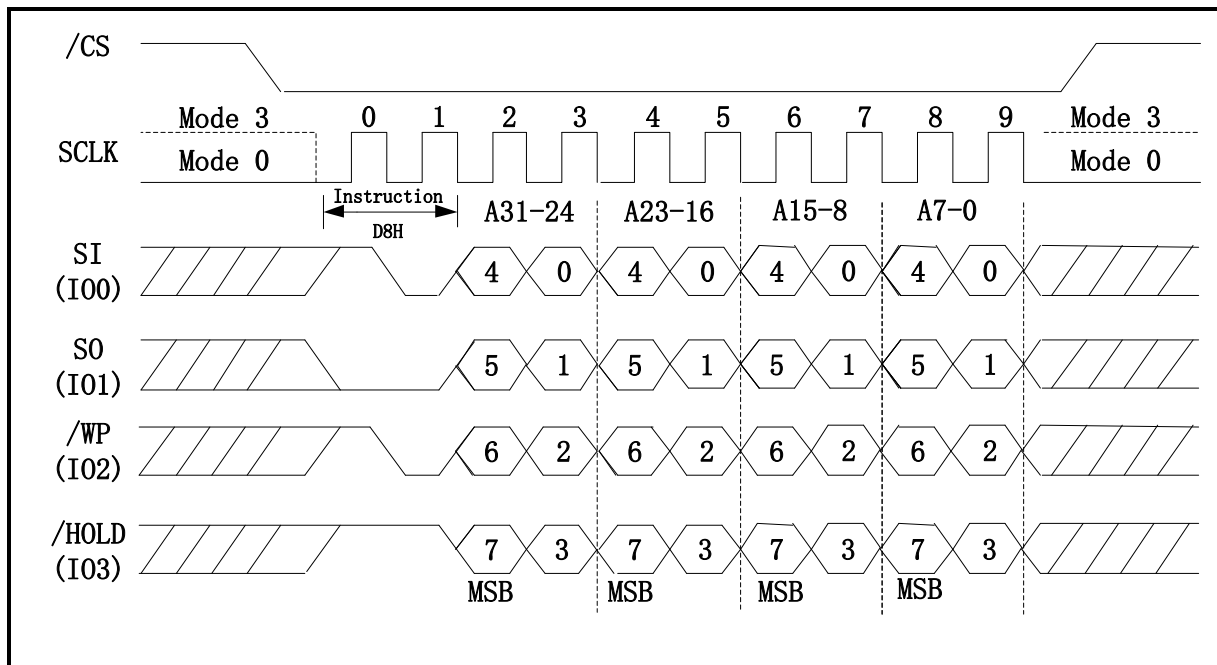 /CS
Mode 3 0 1 2 3 4 5 6 7 8 9 Mode 3
SCLK Mode 0 Mode 0
Instruction A31-24 A23-16 A15-8 A7-0
D8H
SI
(IO0) 4 0 4 0 4 0 4 0
SO
(IO1) 5 1 5 1 5 1 5 1
/WP
(IO2) 6 2 6 2 6 2 6 2
/HOLD
(IO3) 7 3 7 3 7 3 7 3
MSB MSB MSB MSB